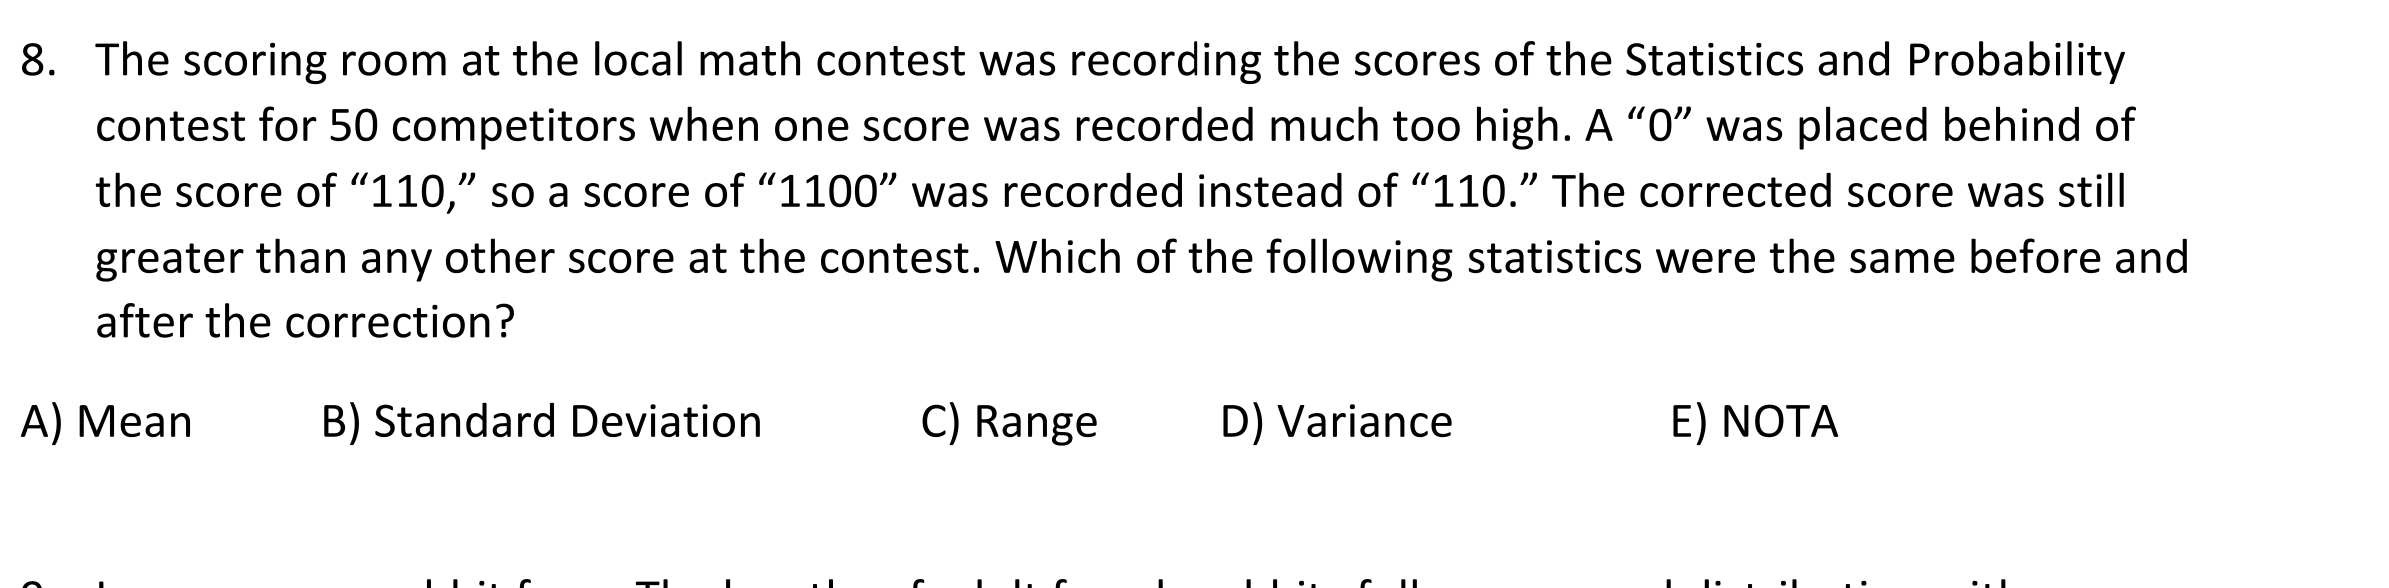 8. The scoring room at the local math contest was recording the scores of the Statistics and Probability
contest for 50 competitors when one score was recorded much too high. A “0” was placed behind of
the score of “110,” so a score of “1100” was recorded instead of “110.” The corrected score was still
greater than any other score at the contest. Which of the following statistics were the same before and
after the correction?
A) Mean B) Standard Deviation C) Range D) Variance E) NOTA